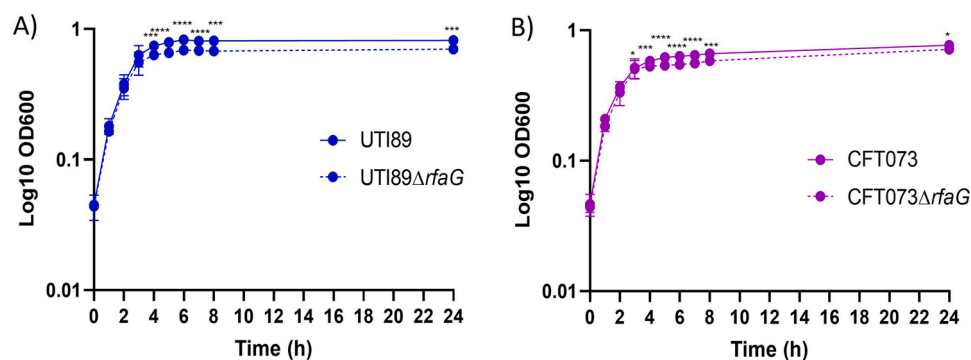 A)
Log10 OD600
1
0.1
0.01
*** **** **** **** *** ***
UTI89
UTI89ΔrfaG
0 2 4 6 8 10 12 14 16 18 20 22 24
Time (h)
B)
Log10 OD600
1
0.1
0.01
* *** **** **** **** *** *
CFT073
CFT073ΔrfaG
0 2 4 6 8 10 12 14 16 18 20 22 24
Time (h)